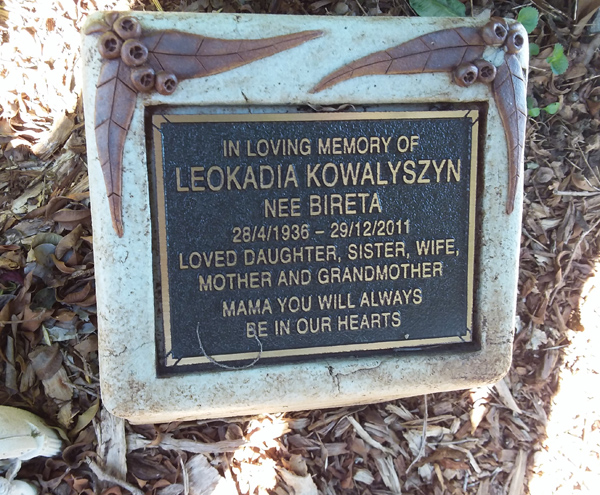 IN LOVING MEMORY OF
LEOKADIA KOWALYSZYN
NEE BIRETA
28/4/1936 – 29/12/2011
LOVED DAUGHTER, SISTER, WIFE,
MOTHER AND GRANDMOTHER
MAMA YOU WILL ALWAYS
BE IN OUR HEARTS